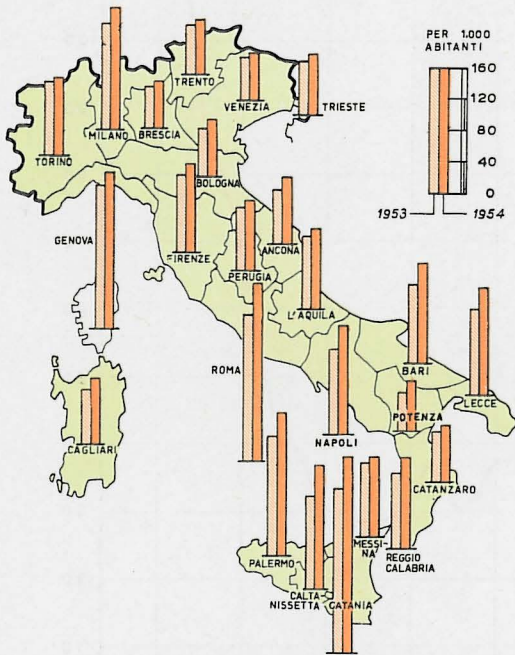 PER 1.000
ABITANTI
160
120
80
40
0
1953
1954
TRENTO
VENEZIA
TRIESTE
MILANO
BRESCIA
TORINO
BOLOGNA
GENOVA
FIRENZE
ANCONA
PERUGIA
L'AQUILA
ROMA
BARI
LECCE
POTENZA
NAPOLI
CAGLIARI
CATANZARO
MESSI-
NA
REGGIO
CALABRIA
PALERMO
CALTA-
NISSETTA
CATANIA